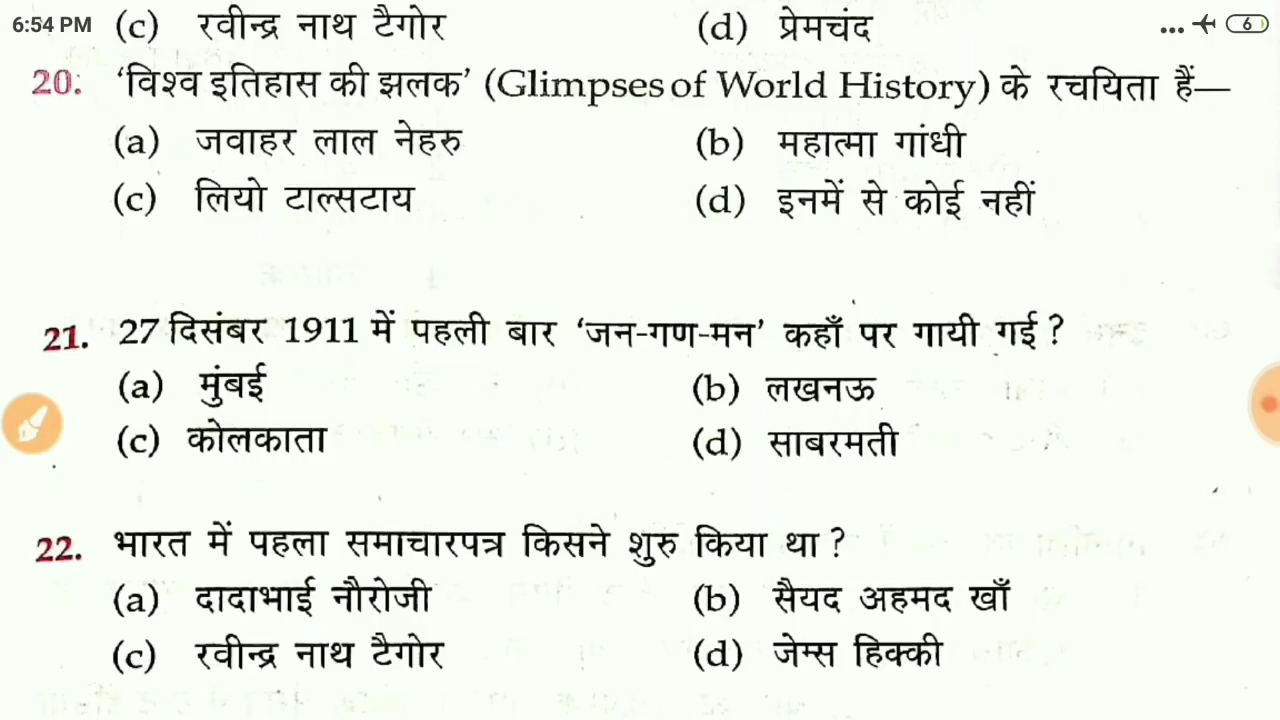 6:54 PM (c) रवीन्द्र नाथ टैगोर (d) प्रेमचंद ... 6
20. ‘विश्व इतिहास की झलक’ (Glimpses of World History) के रचयिता हैं—
(a) जवाहर लाल नेहरु (b) महात्मा गांधी
(c) लियो टाल्सटाय (d) इनमें से कोई नहीं
21. 27 दिसंबर 1911 में पहली बार ‘जन-गण-मन’ कहाँ पर गायी गई ?
(a) मुंबई (b) लखनऊ
(c) कोलकाता (d) साबरमती
22. भारत में पहला समाचारपत्र किसने शुरु किया था ?
(a) दादाभाई नौरोजी (b) सैयद अहमद खाँ
(c) रवीन्द्र नाथ टैगोर (d) जेम्स हिक्की